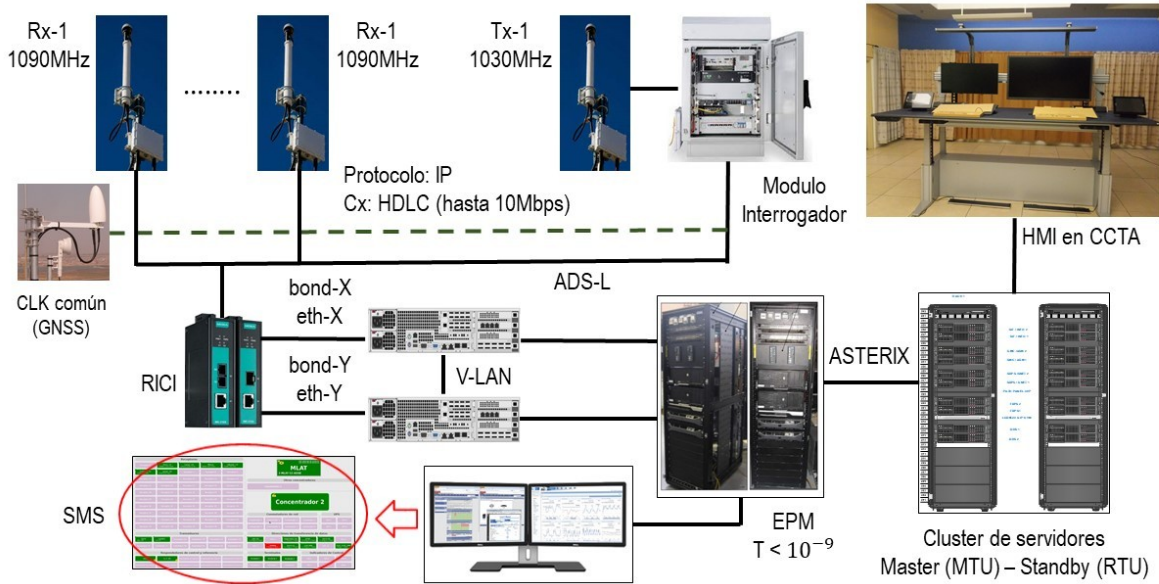 Rx-1
1090MHz
Rx-1
1090MHz
Tx-1
1030MHz
Protocolo: IP
Cx: HDLC (hasta 10Mbps)
Modulo
Interrogador
HMI en CCTA
CLK común
(GNSS)
ADS-L
bond-X
eth-X
RICI
bond-Y
eth-Y
V-LAN
ASTERIX
SMS
MLAT
Concentrador 2
EPM
T < 10⁻⁹
Cluster de servidores
Master (MTU) – Standby (RTU)